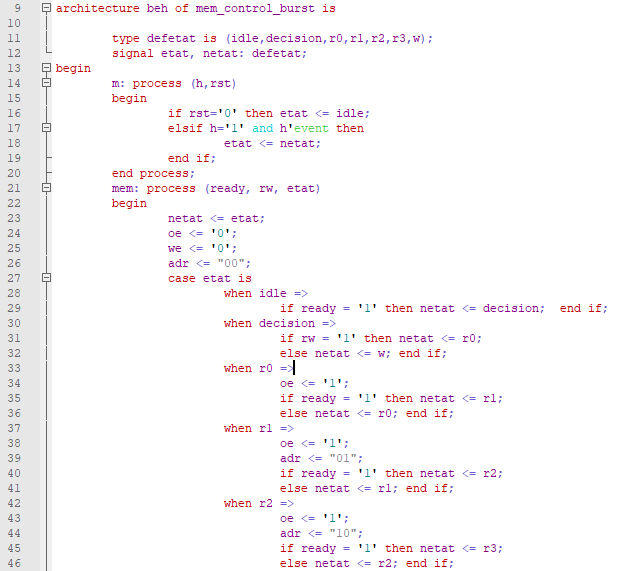 9 architecture beh of mem_control_burst is
10
11 type defetat is (idle,decision,r0,r1,r2,r3,w);
12 signal etat, netat: defetat;
13 begin
14 m: process (h,rst)
15 begin
16 if rst='0' then etat <= idle;
17 elsif h='1' and h'event then
18 etat <= netat;
19 end if;
20 end process;
21 mem: process (ready, rw, etat)
22 begin
23 netat <= etat;
24 oe <= '0';
25 we <= '0';
26 adr <= "00";
27 case etat is
28 when idle =>
29 if ready = '1' then netat <= decision;  end if;
30 when decision =>
31 if rw = '1' then netat <= r0;
32 else netat <= w; end if;
33 when r0 =>
34 oe <= '1';
35 if ready = '1' then netat <= r1;
36 else netat <= r0; end if;
37 when r1 =>
38 oe <= '1';
39 adr <= "01";
40 if ready = '1' then netat <= r2;
41 else netat <= r1; end if;
42 when r2 =>
43 oe <= '1';
44 adr <= "10";
45 if ready = '1' then netat <= r3;
46 else netat <= r2; end if;